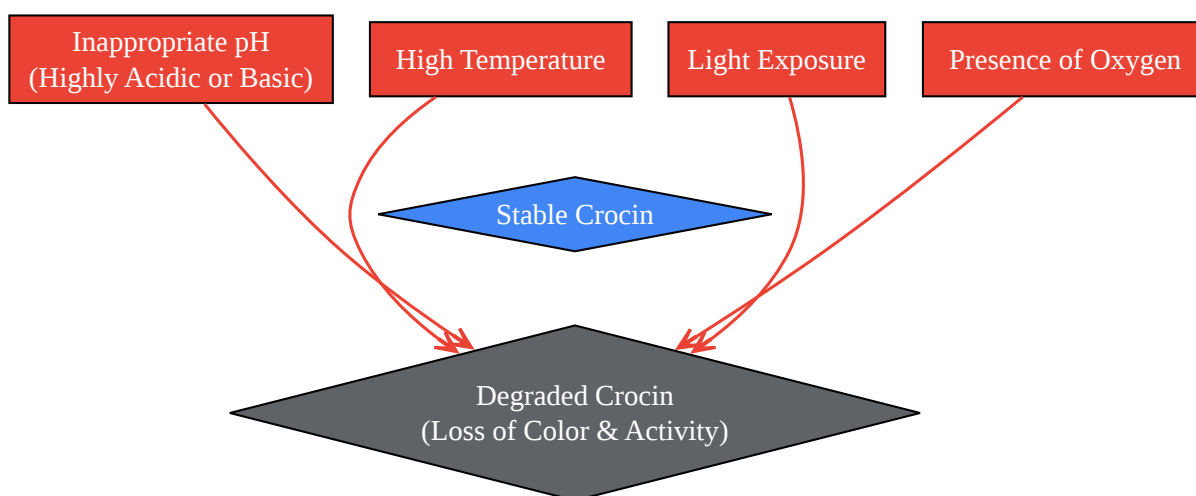 Inappropriate pH
(Highly Acidic or Basic)
High Temperature
Light Exposure
Presence of Oxygen
Stable Crocin
Degraded Crocin
(Loss of Color & Activity)